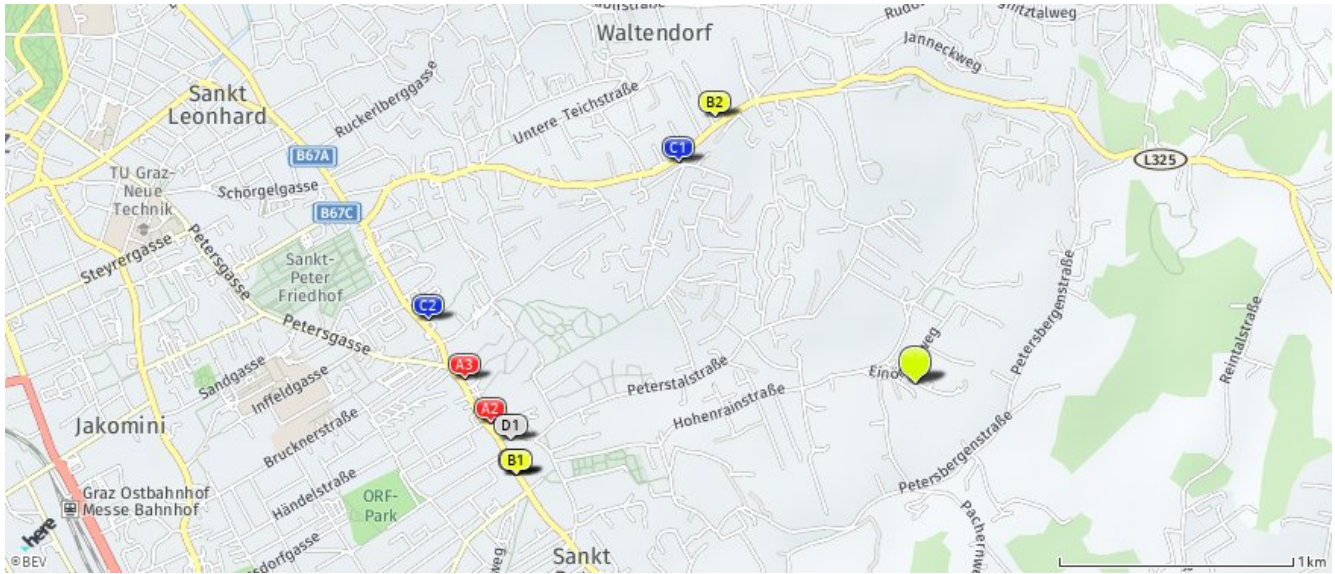 Waltendorf
Janneckweg
Sankt
Leonhard
Ruckerlberggasse
Untere Teichstraße
B2
C1
B67A
L325
TU Graz-
Neue
Technik
Schörgelgasse
B67C
Steyrergasse
Petersgasse
Sankt-
Peter
Friedhof
C2
Petersgasse
A3
Sandgasse
Inffeldgasse
Peterstalstraße
Petersbergenstraße
Reintalstraße
Hohenrainstraße
A2
D1
Jakomini
Brucknerstraße
B1
Petersbergenstraße
Händelstraße
ORF-
Park
Graz Ostbahnhof
Messe Bahnhof
Pachernweg
here
Sankt
©BEV
1km